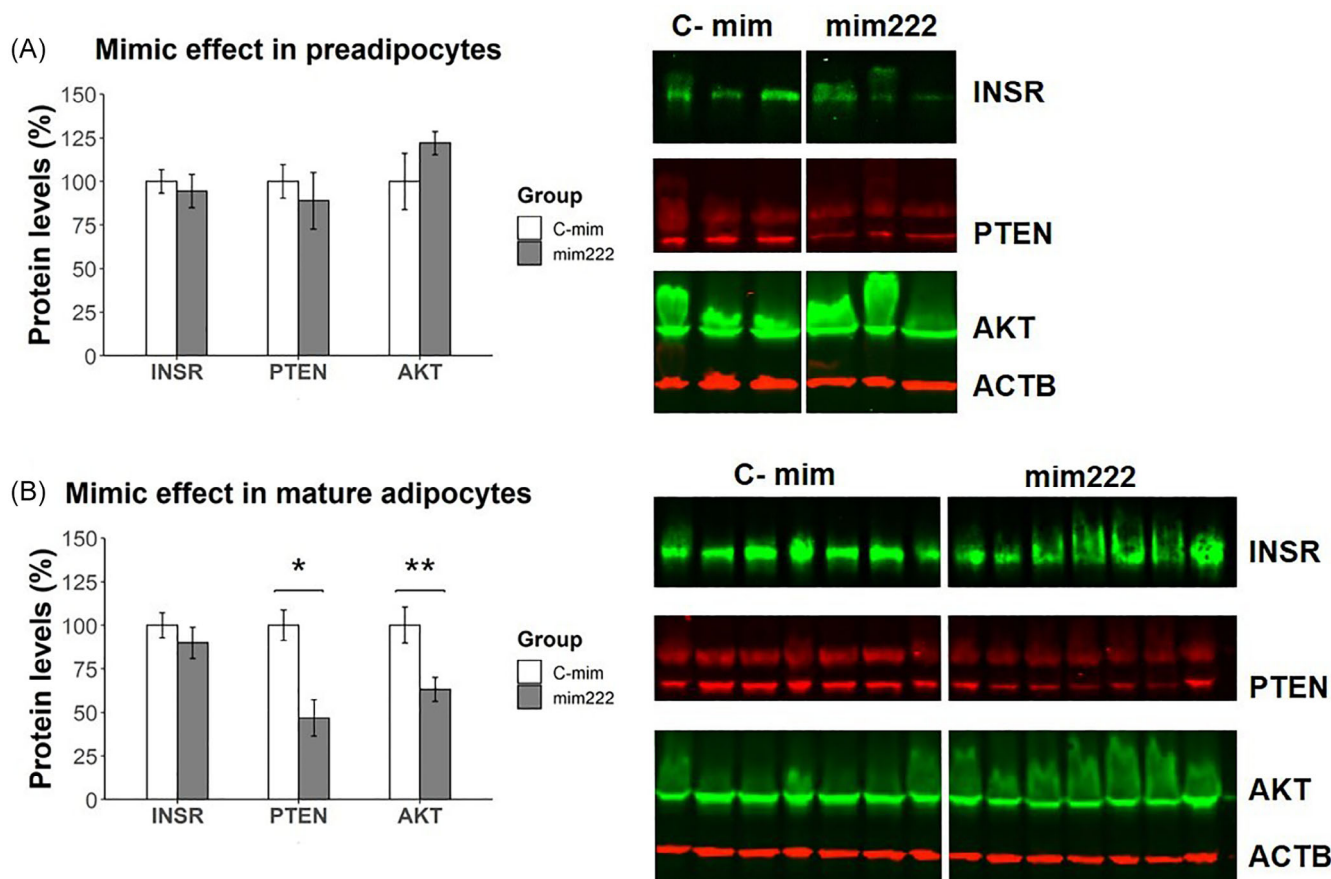 (A) Mimic effect in preadipocytes
Protein levels (%)
150
125
100
75
50
25
0
INSR PTEN AKT
Group
C-mim
mim222
C- mim mim222
INSR
PTEN
AKT
ACTB
(B) Mimic effect in mature adipocytes
Protein levels (%)
150
125
100
75
50
25
0
* **
INSR PTEN AKT
Group
C-mim
mim222
C- mim mim222
INSR
PTEN
AKT
ACTB